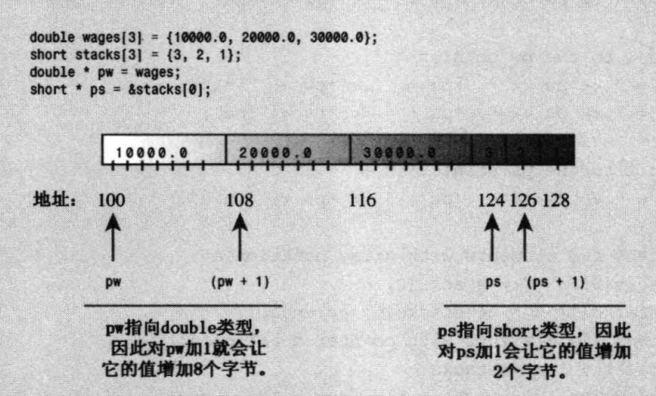 double wages[3] = {10000.0, 20000.0, 30000.0};
short stacks[3] = {3, 2, 1};
double * pw = wages;
short * ps = &stacks[0];
10000.0 20000.0 30000.0 3 2 1
地址: 100 108 116 124 126 128
pw (pw + 1) ps (ps + 1)
pw指向double类型，
因此对pw加1就会让
它的值增加8个字节。
ps指向short类型，因此
对ps加1会让它的值增加
2个字节。